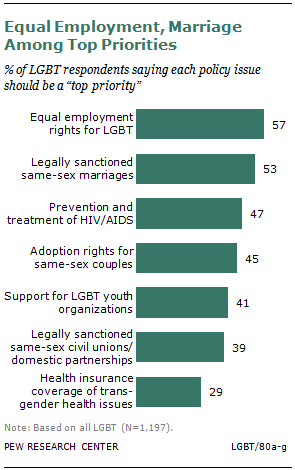 Equal Employment, Marriage
Among Top Priorities
% of LGBT respondents saying each policy issue
should be a “top priority”
Equal employment
rights for LGBT
57
Legally sanctioned
same-sex marriages
53
Prevention and
treatment of HIV/AIDS
47
Adoption rights for
same-sex couples
45
Support for LGBT youth
organizations
41
Legally sanctioned
same-sex civil unions/
domestic partnerships
39
Health insurance
coverage of trans-
gender health issues
29
Note: Based on all LGBT (N=1,197).
PEW RESEARCH CENTER LGBT/80a-g